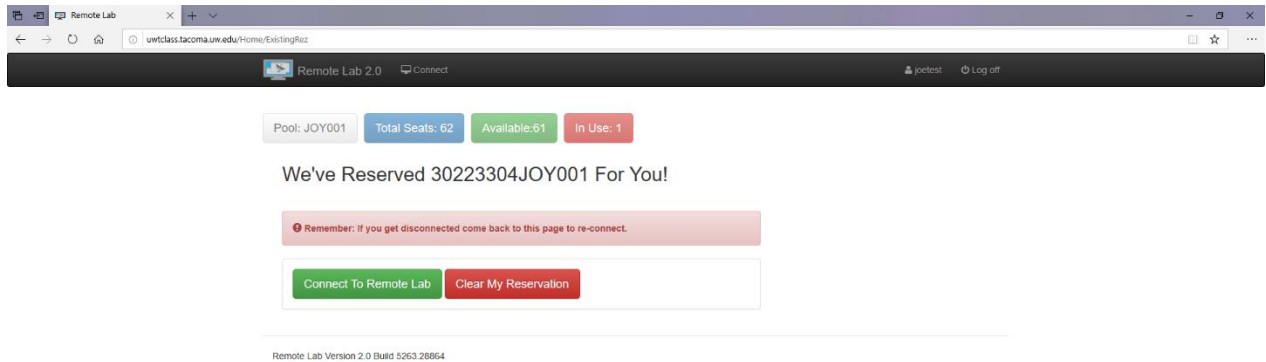 Remote Lab
uwtclass.tacoma.uw.edu/Home/ExistingRez
Remote Lab 2.0 Connect joetest Log off
Pool: JOY001 Total Seats: 62 Available:61 In Use: 1
We've Reserved 30223304JOY001 For You!
Remember: If you get disconnected come back to this page to re-connect.
Connect To Remote Lab Clear My Reservation
Remote Lab Version 2.0 Build 5263.28864